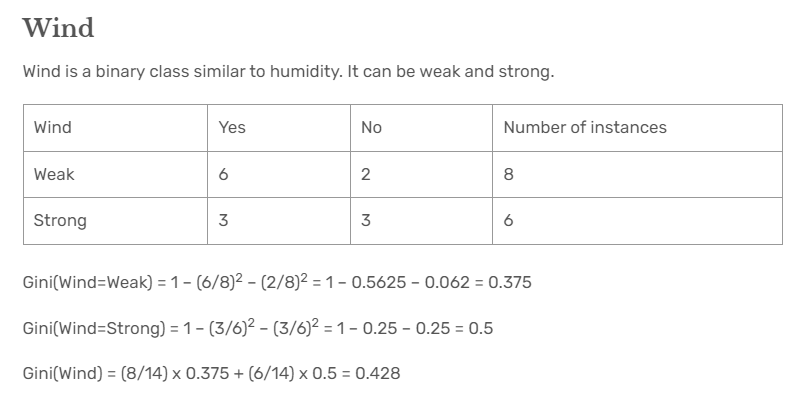 Wind
Wind is a binary class similar to humidity. It can be weak and strong.
Wind Yes No Number of instances
Weak 6 2 8
Strong 3 3 6
Gini(Wind=Weak) = 1 – (6/8)² – (2/8)² = 1 – 0.5625 – 0.062 = 0.375
Gini(Wind=Strong) = 1 – (3/6)² – (3/6)² = 1 – 0.25 – 0.25 = 0.5
Gini(Wind) = (8/14) x 0.375 + (6/14) x 0.5 = 0.428